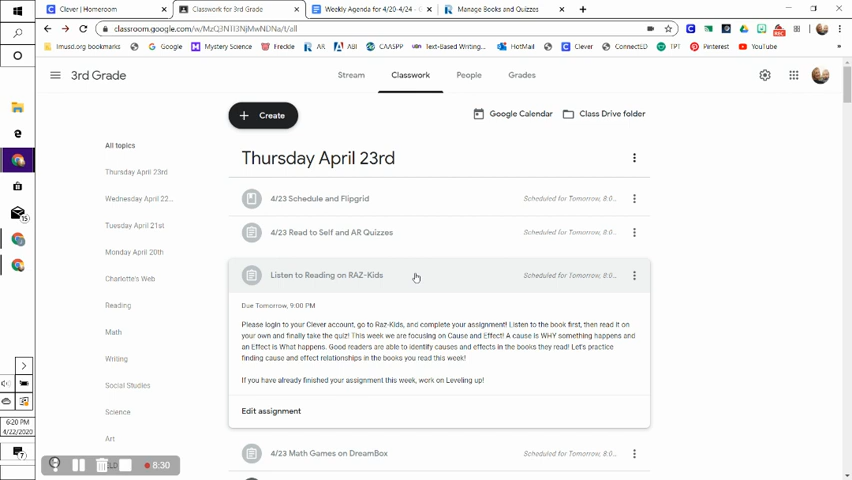 Clever | Homeroom
Classwork for 3rd Grade
Weekly Agenda for 4/20-4/24
Manage Books and Quizzes
classroom.google.com/w/MzQ3NTI3NjMwNDNa/t/all
lmusd.org bookmarks
Google
Mystery Science
Freckle
AR
ABI
CAASPP
Text-Based Writing...
HotMail
Clever
ConnectED
TPT
Pinterest
YouTube
3rd Grade
Stream
Classwork
People
Grades
Create
Google Calendar
Class Drive folder
All topics
Thursday April 23rd
Wednesday April 22...
Tuesday April 21st
Monday April 20th
Charlotte's Web
Reading
Math
Writing
Social Studies
Science
Art
Thursday April 23rd
4/23 Schedule and Flipgrid
Scheduled for Tomorrow, 8:0...
4/23 Read to Self and AR Quizzes
Scheduled for Tomorrow, 8:0...
Listen to Reading on RAZ-Kids
Scheduled for Tomorrow, 8:0...
Due Tomorrow, 9:00 PM
Please login to your Clever account, go to Raz-Kids, and complete your assignment! Listen to the book first, then read it on
your own and finally take the quiz! This week we are focusing on Cause and Effect! A cause is WHY something happens and
an Effect is What happens. Good readers are able to identify causes and effects in the books they read! Let's practice
finding cause and effect relationships in the books you read this week!
If you have already finished your assignment this week, work on Leveling up!
Edit assignment
4/23 Math Games on DreamBox
Scheduled for Tomorrow, 8:0...
6:20 PM
4/22/2020
8:30